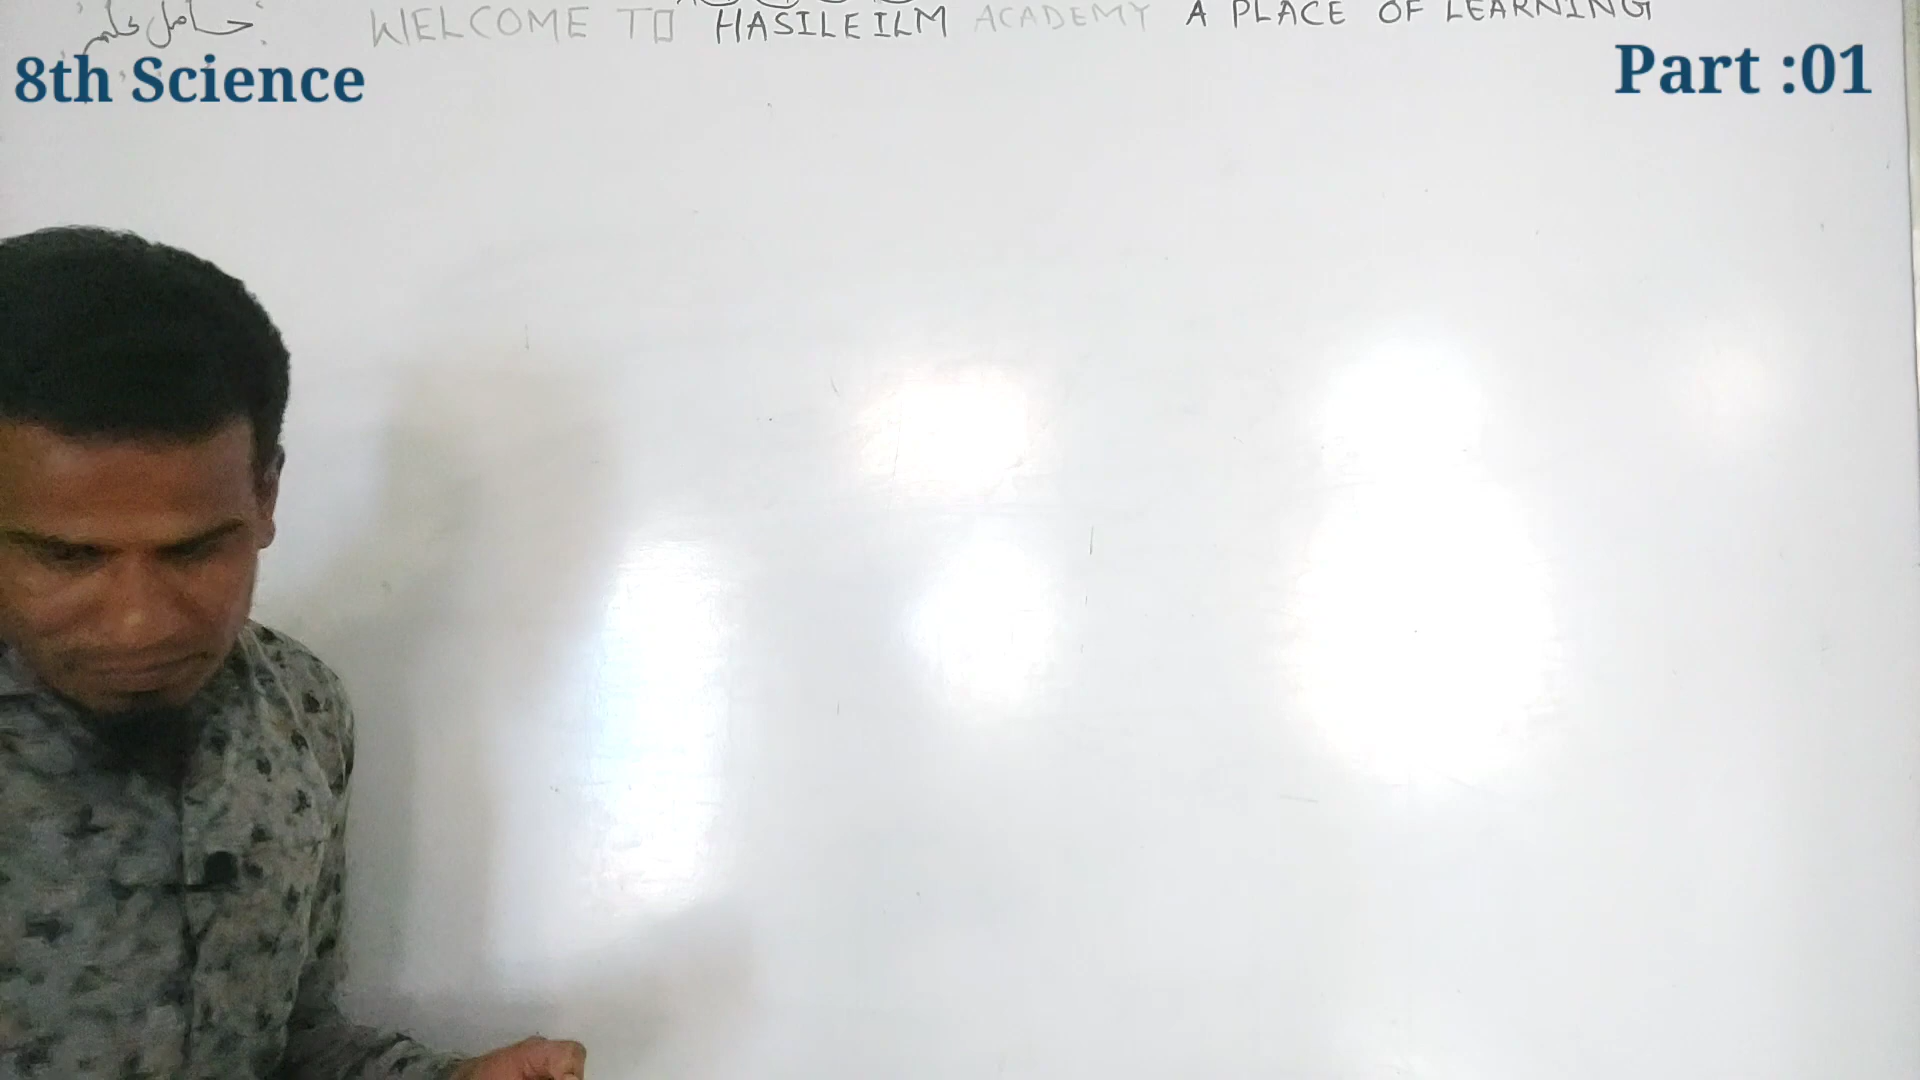 حاصل علم WELCOME TO HASILEILM ACADEMY A PLACE OF LEARNING
8th Science
Part :01